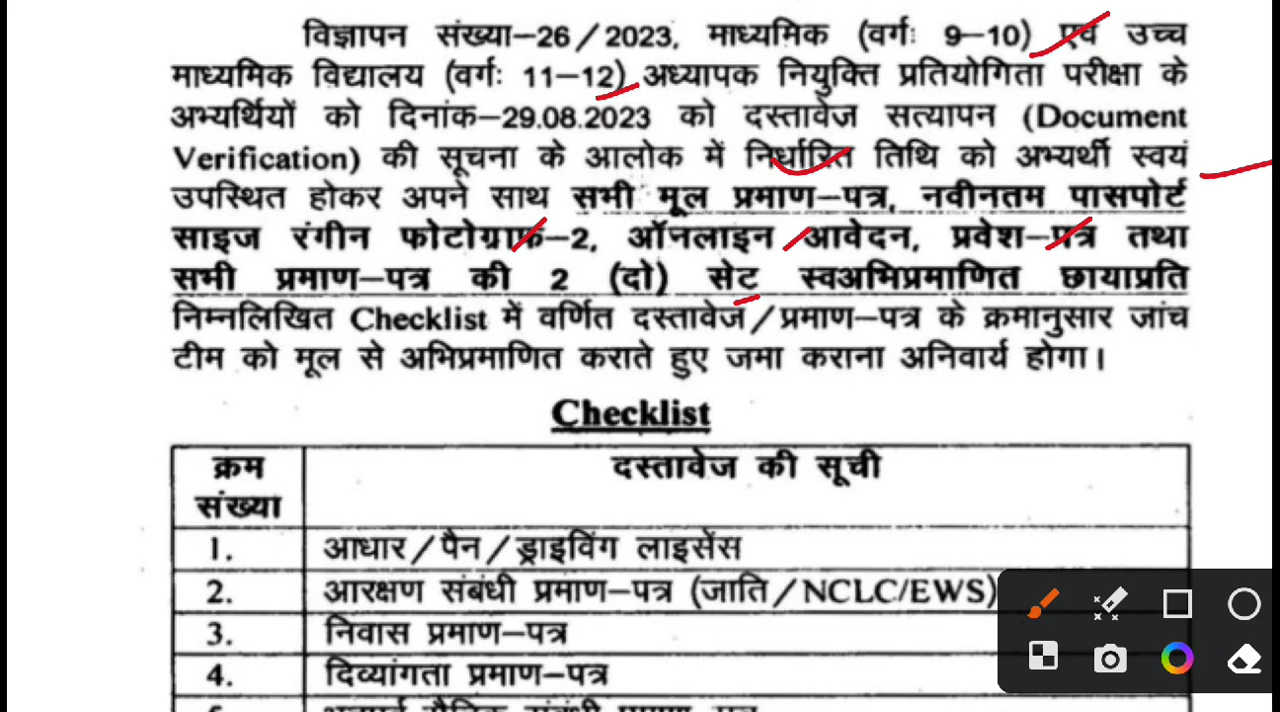 विज्ञापन संख्या–26/2023, माध्यमिक (वर्गः 9–10) एवं उच्च
माध्यमिक विद्यालय (वर्गः 11–12) अध्यापक नियुक्ति प्रतियोगिता परीक्षा के
अभ्यर्थियों को दिनांक–29.08.2023 को दस्तावेज सत्यापन (Document
Verification) की सूचना के आलोक में निर्धारित तिथि को अभ्यर्थी स्वयं
उपस्थित होकर अपने साथ सभी मूल प्रमाण–पत्र, नवीनतम पासपोर्ट
साइज रंगीन फोटोग्राफ–2, ऑनलाइन आवेदन, प्रवेश–पत्र तथा
सभी प्रमाण–पत्र की 2 (दो) सेट स्वअभिप्रमाणित छायाप्रति
निम्नलिखित Checklist में वर्णित दस्तावेज/प्रमाण–पत्र के क्रमानुसार जांच
टीम को मूल से अभिप्रमाणित कराते हुए जमा कराना अनिवार्य होगा।
Checklist
क्रम संख्या दस्तावेज की सूची
1. आधार/पैन/ड्राइविंग लाइसेंस
2. आरक्षण संबंधी प्रमाण–पत्र (जाति/NCLC/EWS)
3. निवास प्रमाण–पत्र
4. दिव्यांगता प्रमाण–पत्र